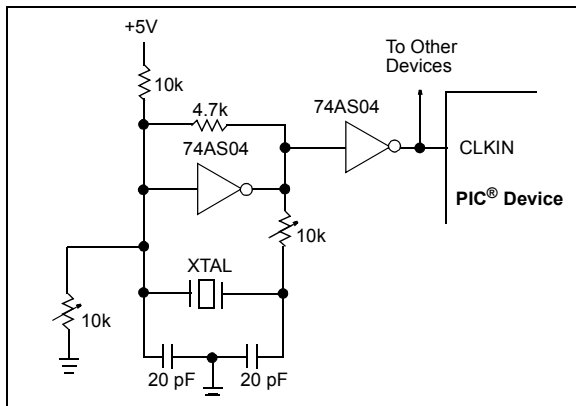 +5V
To Other
Devices
10k
4.7k
74AS04
74AS04
CLKIN
PIC® Device
10k
XTAL
10k
20 pF
20 pF